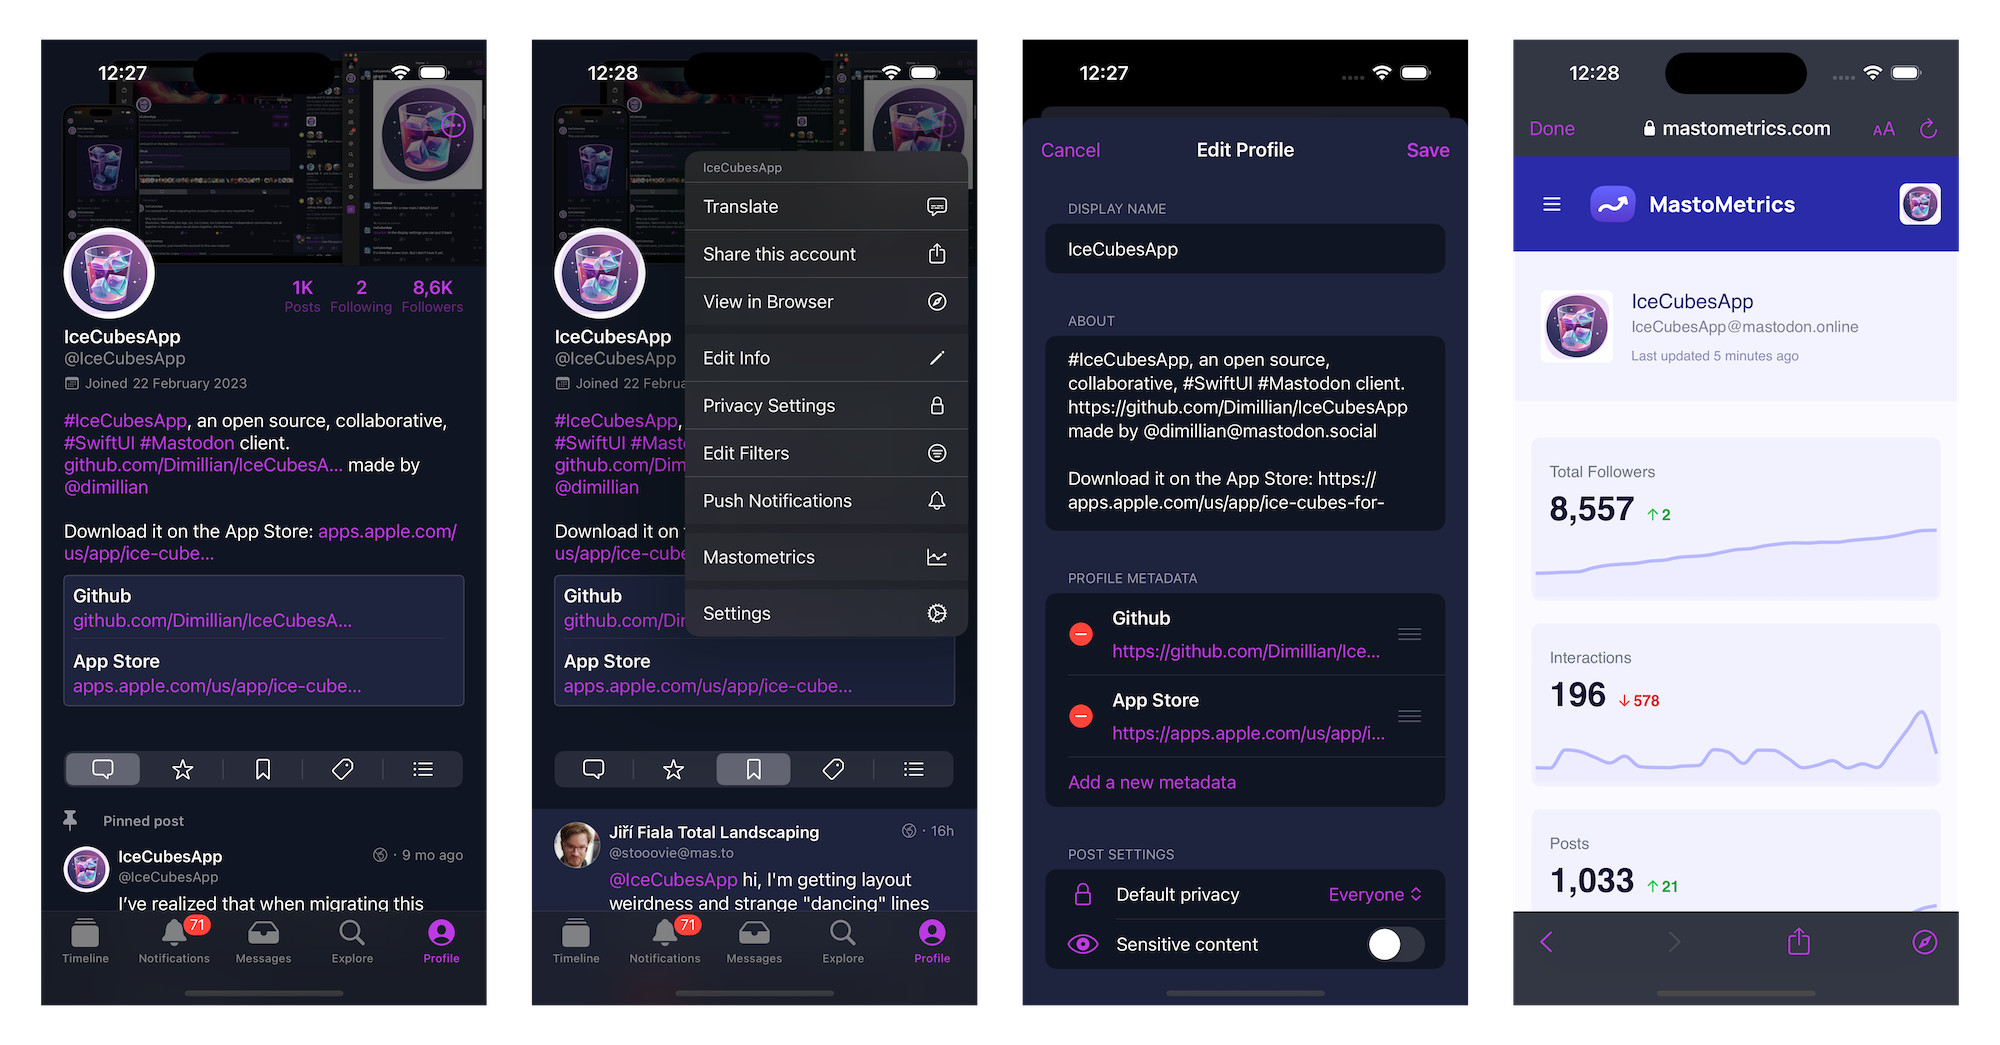 12:27
1K
2
8,6K
Posts
Following
Followers
IceCubesApp
@IceCubesApp
Joined 22 February 2023
#IceCubesApp, an open source, collaborative,
#SwiftUI #Mastodon client.
github.com/Dimillian/IceCubesA... made by
@dimillian
Download it on the App Store: apps.apple.com/
us/app/ice-cube...
Github
github.com/Dimillian/IceCubesA...
App Store
apps.apple.com/us/app/ice-cube...
Pinned post
IceCubesApp
· 9 mo ago
@IceCubesApp
I've realized that when migrating this
71
Timeline
Notifications
Messages
Explore
Profile
12:28
IceCubesApp
Translate
Share this account
View in Browser
Edit Info
Privacy Settings
Edit Filters
Push Notifications
Mastometrics
Settings
IceCubesApp
@IceCubesApp
Joined 22 Februa
#IceCubesApp,
#SwiftUI #Mast
github.com/Dim
@dimillian
Download it on
us/app/ice-cube
Github
github.com/Dir
App Store
apps.apple.com/us/app/ice-cube...
Jiří Fiala Total Landscaping
· 16h
@stooovie@mas.to
@IceCubesApp hi, I'm getting layout
weirdness and strange "dancing" lines
71
Timeline
Notifications
Messages
Explore
Profile
12:27
Cancel
Edit Profile
Save
DISPLAY NAME
IceCubesApp
ABOUT
#IceCubesApp, an open source,
collaborative, #SwiftUI #Mastodon client.
https://github.com/Dimillian/IceCubesApp
made by @dimillian@mastodon.social
Download it on the App Store: https://
apps.apple.com/us/app/ice-cubes-for-
PROFILE METADATA
Github
https://github.com/Dimillian/Ice...
App Store
https://apps.apple.com/us/app/i...
Add a new metadata
POST SETTINGS
Default privacy
Everyone
Sensitive content
12:28
Done
mastometrics.com
AA
MastoMetrics
IceCubesApp
IceCubesApp@mastodon.online
Last updated 5 minutes ago
Total Followers
8,557 ↑2
Interactions
196 ↓578
Posts
1,033 ↑21